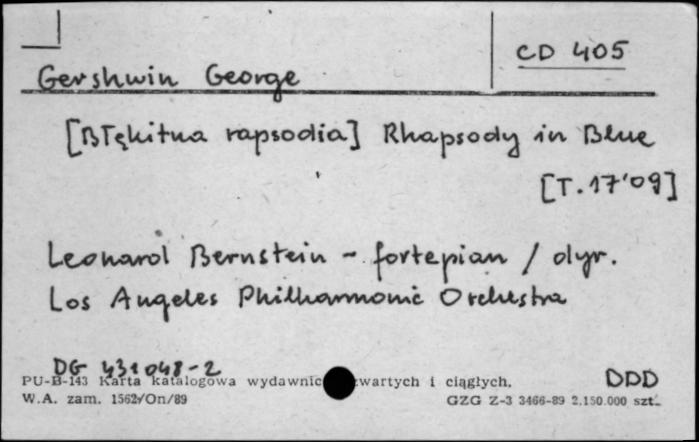 CD 405
Gershwin George
[Błękitna rapsodia] Rhapsody in Blue
[T. 17'09]
Leonard Bernstein - fortepian / dyr.
Los Angeles Philharmonic Orchestra
DG 431 048-2
DDD
PU-B-143 Karta katalogowa wydawnic wartych i ciągłych.
W.A. zam. 1562/On/89 GZG Z-3 3466-89 2.150.000 szt.